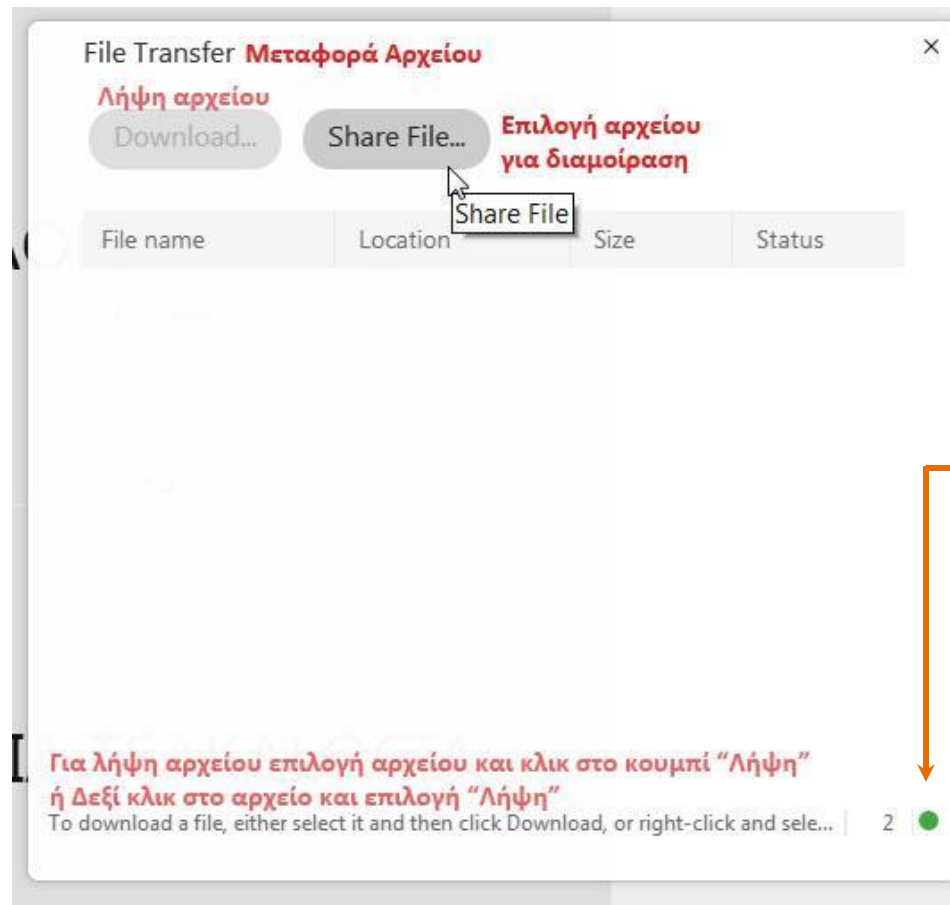 File Transfer Μεταφορά Αρχείου
Λήψη αρχείου
Download...
Share File...
Επιλογή αρχείου
για διαμοίραση
Share File
File name Location Size Status
Για λήψη αρχείου επιλογή αρχείου και κλικ στο κουμπί “Λήψη”
ή Δεξί κλικ στο αρχείο και επιλογή “Λήψη”
To download a file, either select it and then click Download, or right-click and sele... 2